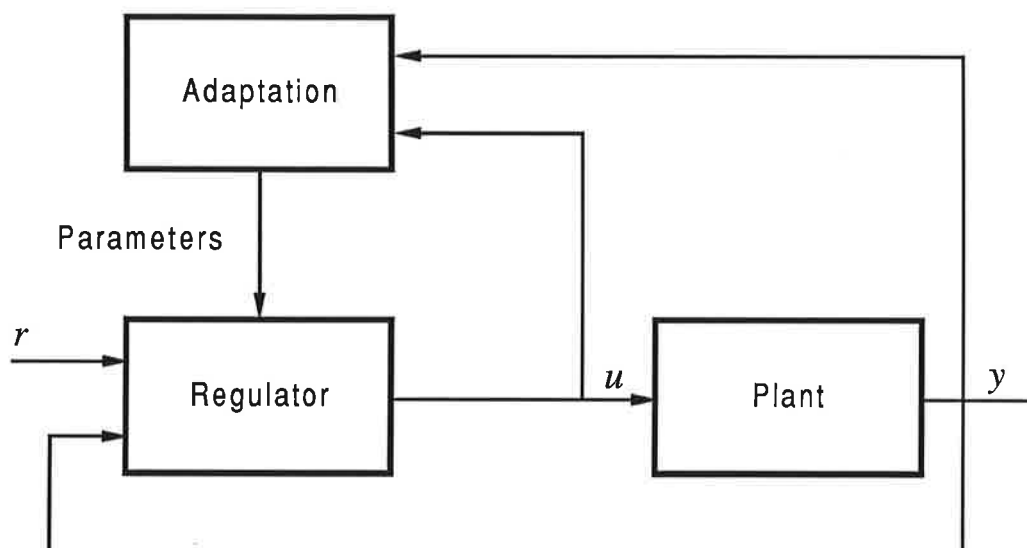 Adaptation
Parameters
r
Regulator
u
Plant
y